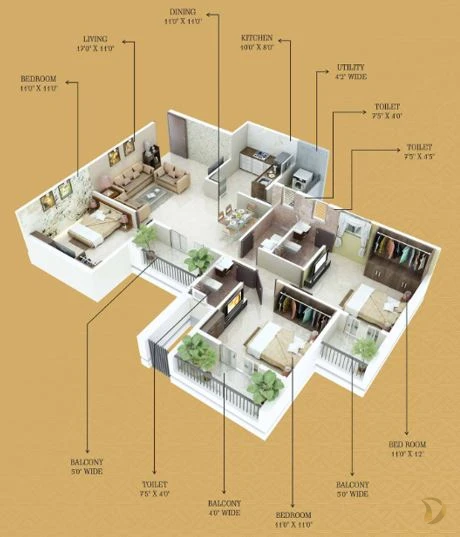 DINING
11'0" X 11'0"
LIVING
17'0" X 11'0"
KITCHEN
10'0" X 8'0"
BEDROOM
11'0" X 11'0"
UTILITY
4'2" WIDE
TOILET
7'5" X 4'0"
TOILET
7'5" X 4'5"
BED ROOM
11'0" X 12'
BALCONY
5'0" WIDE
TOILET
7'5" X 4'0"
BALCONY
4'0" WIDE
BEDROOM
11'0" X 11'0"
BALCONY
5'0" WIDE